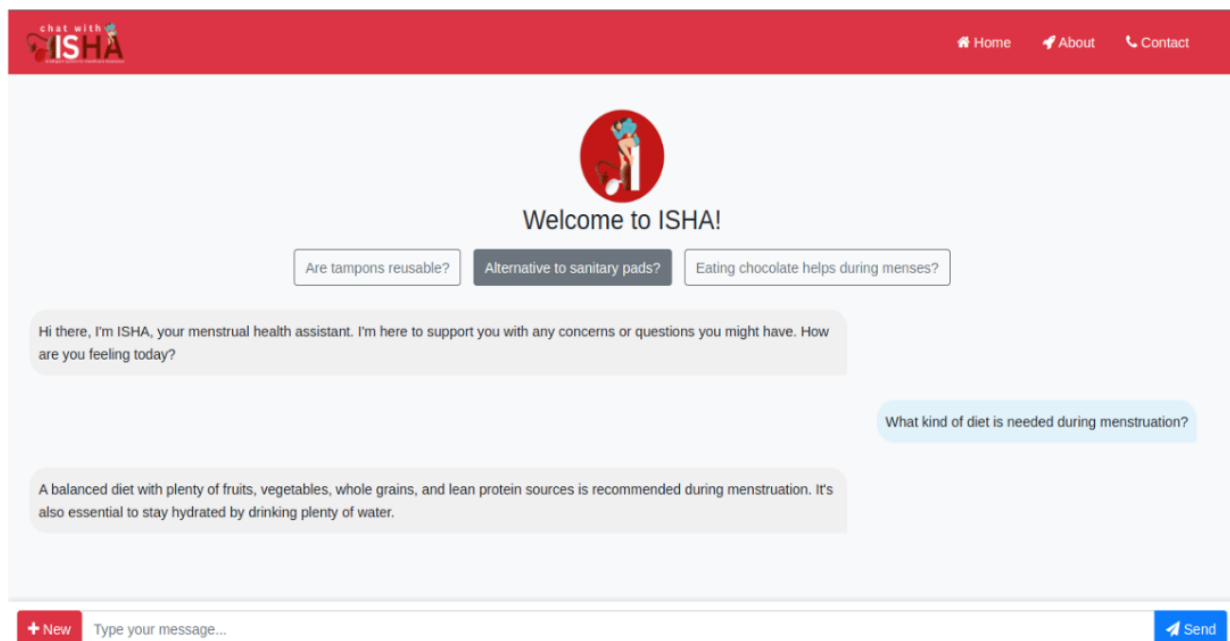 chat with
ISHA
Home
About
Contact
Welcome to ISHA!
Are tampons reusable?
Alternative to sanitary pads?
Eating chocolate helps during menses?
Hi there, I'm ISHA, your menstrual health assistant. I'm here to support you with any concerns or questions you might have. How
are you feeling today?
What kind of diet is needed during menstruation?
A balanced diet with plenty of fruits, vegetables, whole grains, and lean protein sources is recommended during menstruation. It's
also essential to stay hydrated by drinking plenty of water.
+ New
Type your message...
Send